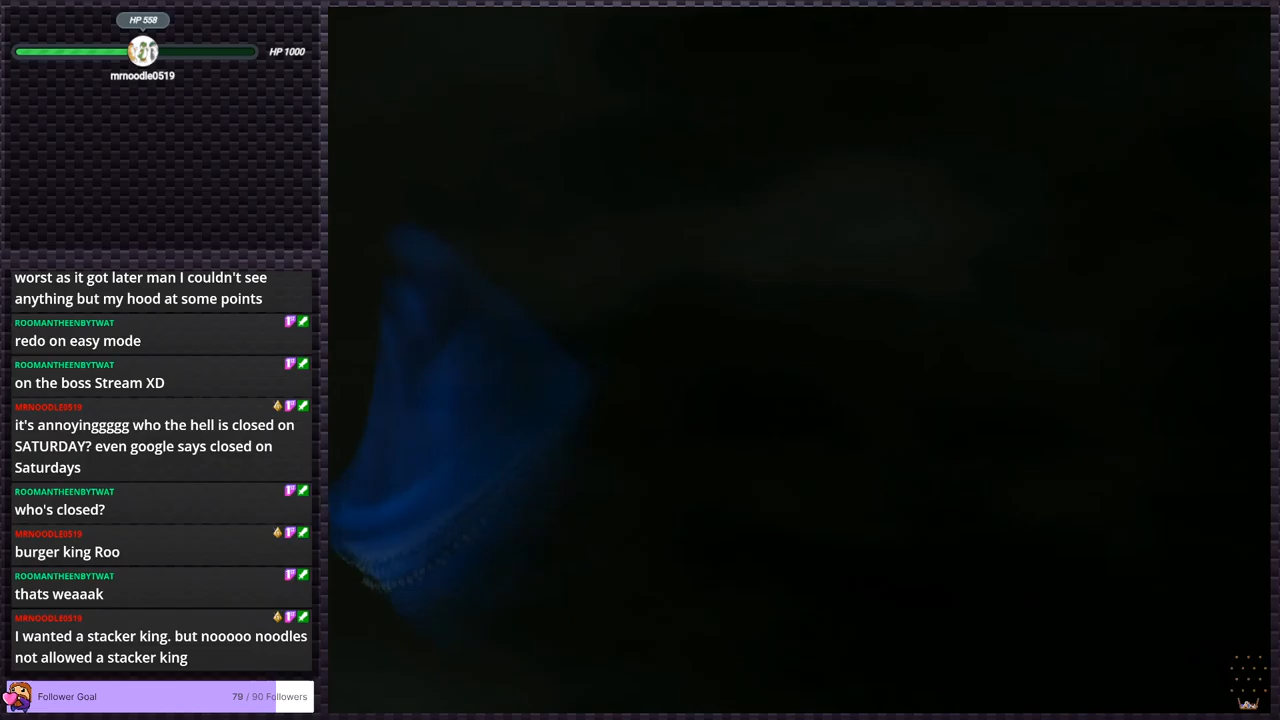 HP 558
HP 1000
mrnoodle0519
worst as it got later man I couldn't see
anything but my hood at some points
ROOMANTHEENBYTWAT
redo on easy mode
ROOMANTHEENBYTWAT
on the boss Stream XD
MRNOODLE0519
it's annoyinggggg who the hell is closed on
SATURDAY? even google says closed on
Saturdays
ROOMANTHEENBYTWAT
who's closed?
MRNOODLE0519
burger king Roo
ROOMANTHEENBYTWAT
thats weaaak
MRNOODLE0519
I wanted a stacker king. but nooooo noodles
not allowed a stacker king
Follower Goal 79 / 90 Followers